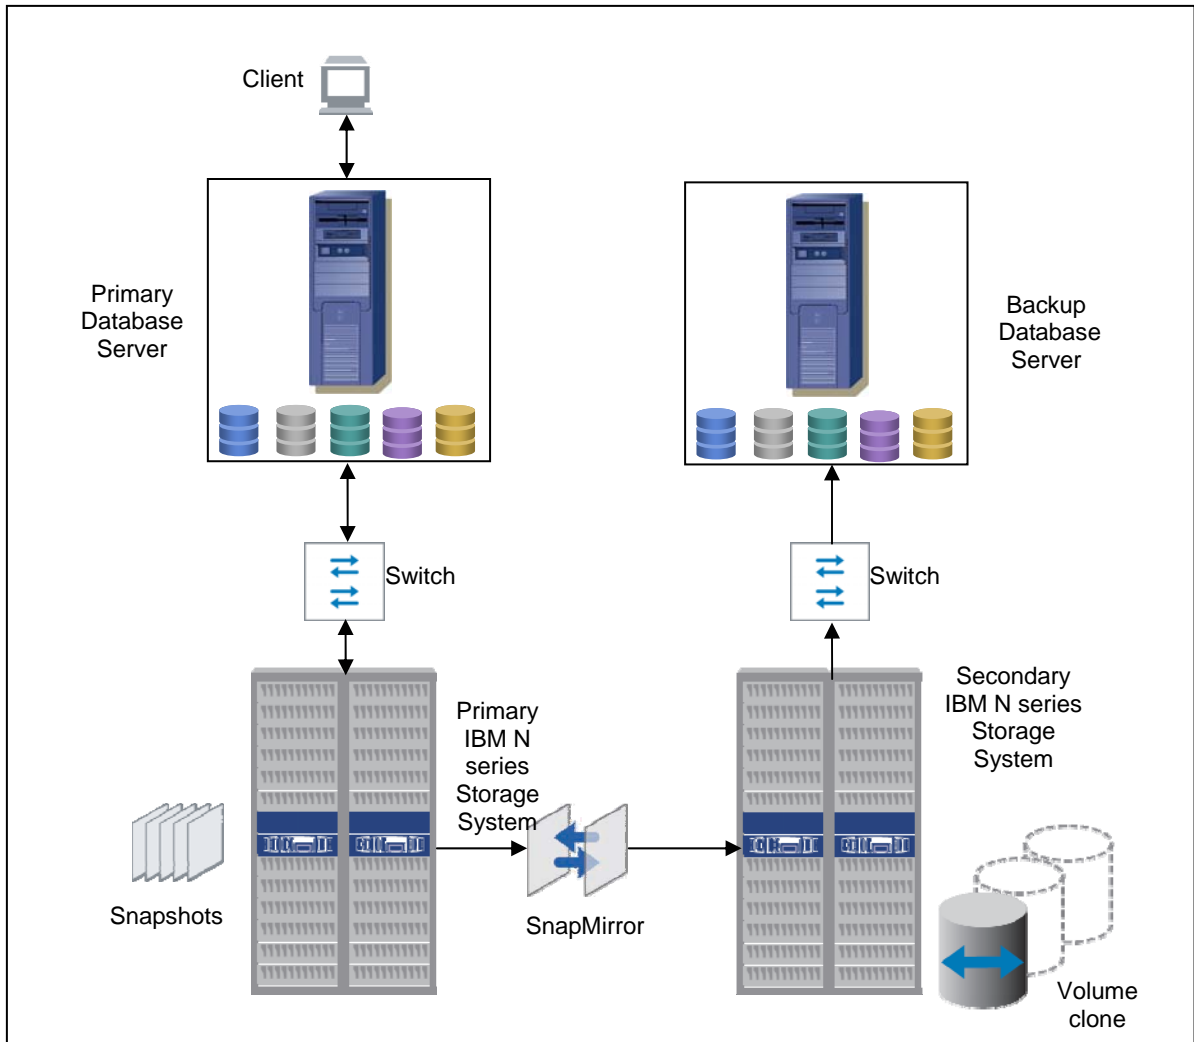 Client
Primary
Database
Server
Backup
Database
Server
Switch
Switch
Primary
IBM N
series
Storage
System
Secondary
IBM N series
Storage
System
Snapshots
SnapMirror
Volume
clone